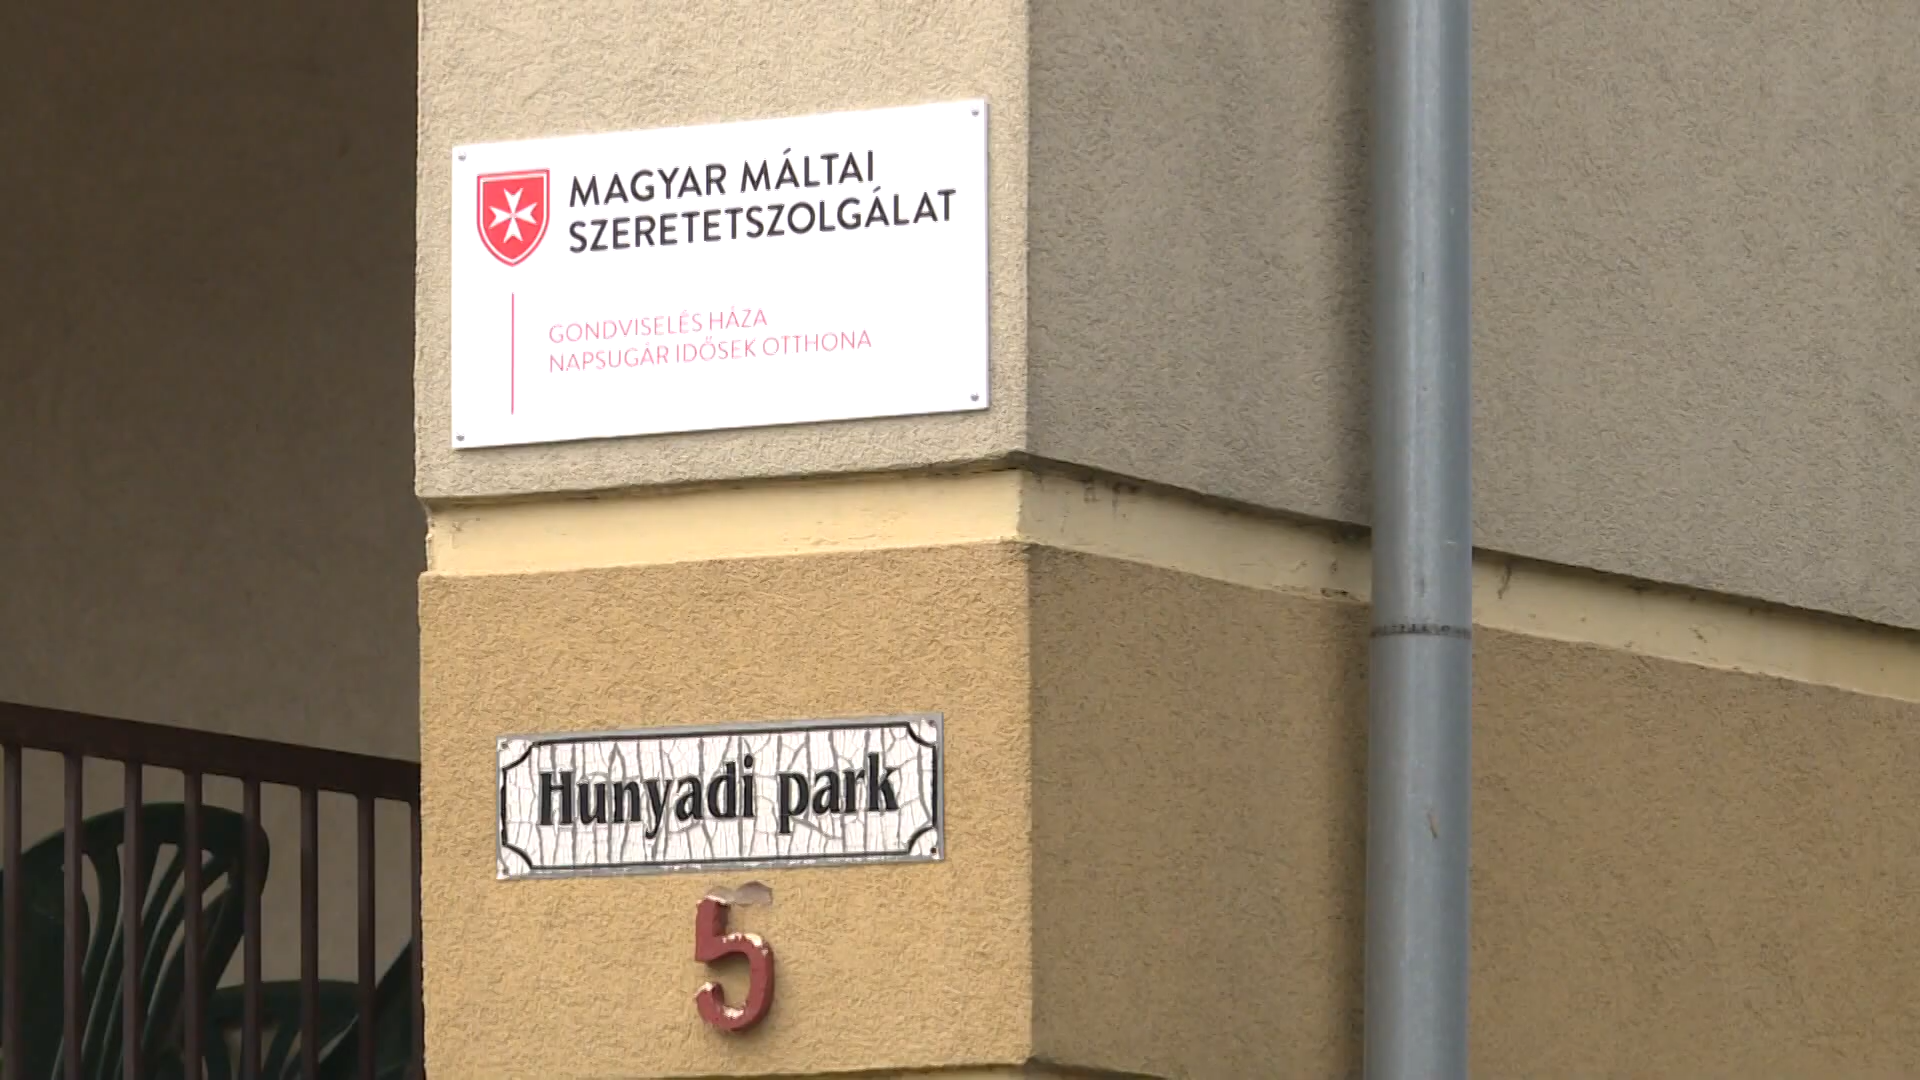 MAGYAR MÁLTAI
SZERETETSZOLGÁLAT
GONDVISELÉS HÁZA
NAPSUGÁR IDŐSEK OTTHONA
Hunyadi park
5